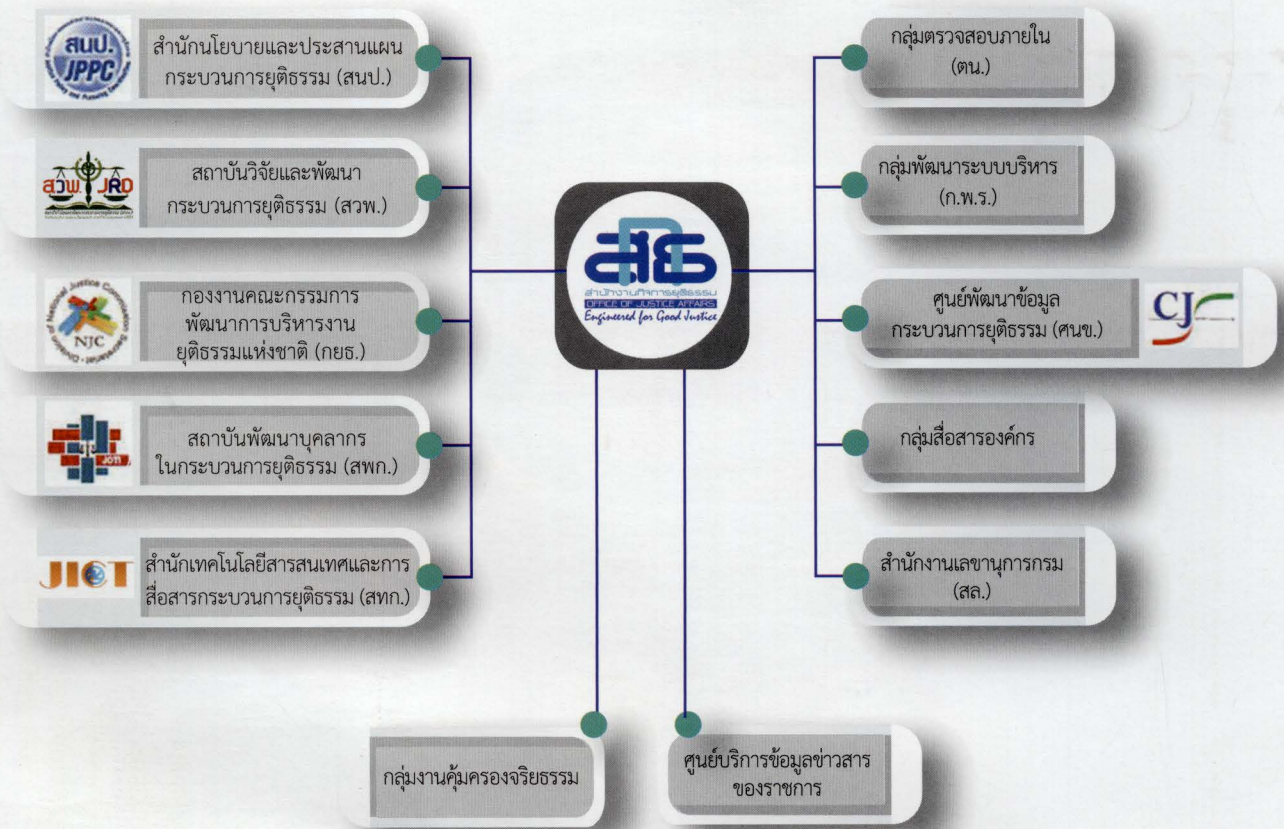 สนป.
JPPC
สำนักนโยบายและประสานแผน
กระบวนการยุติธรรม (สนป.)
สวพ. JRD
สถาบันวิจัยและพัฒนา
กระบวนการยุติธรรม (สวพ.)
Division of National Justice Commission Secretariat
NJC
กองงานคณะกรรมการ
พัฒนาการบริหารงาน
ยุติธรรมแห่งชาติ (กยธ.)
JOTI
สถาบันพัฒนาบุคลากร
ในกระบวนการยุติธรรม (สพก.)
JICT
สำนักเทคโนโลยีสารสนเทศและการ
สื่อสารกระบวนการยุติธรรม (สทก.)
สกธ
สำนักงานกิจการยุติธรรม
OFFICE OF JUSTICE AFFAIRS
Engineered for Good Justice
กลุ่มตรวจสอบภายใน
(ตน.)
กลุ่มพัฒนาระบบบริหาร
(ก.พ.ร.)
ศูนย์พัฒนาข้อมูล
กระบวนการยุติธรรม (ศนข.)
CJ
กลุ่มสื่อสารองค์กร
สำนักงานเลขานุการกรม
(สล.)
กลุ่มงานคุ้มครองจริยธรรม
ศูนย์บริการข้อมูลข่าวสาร
ของราชการ